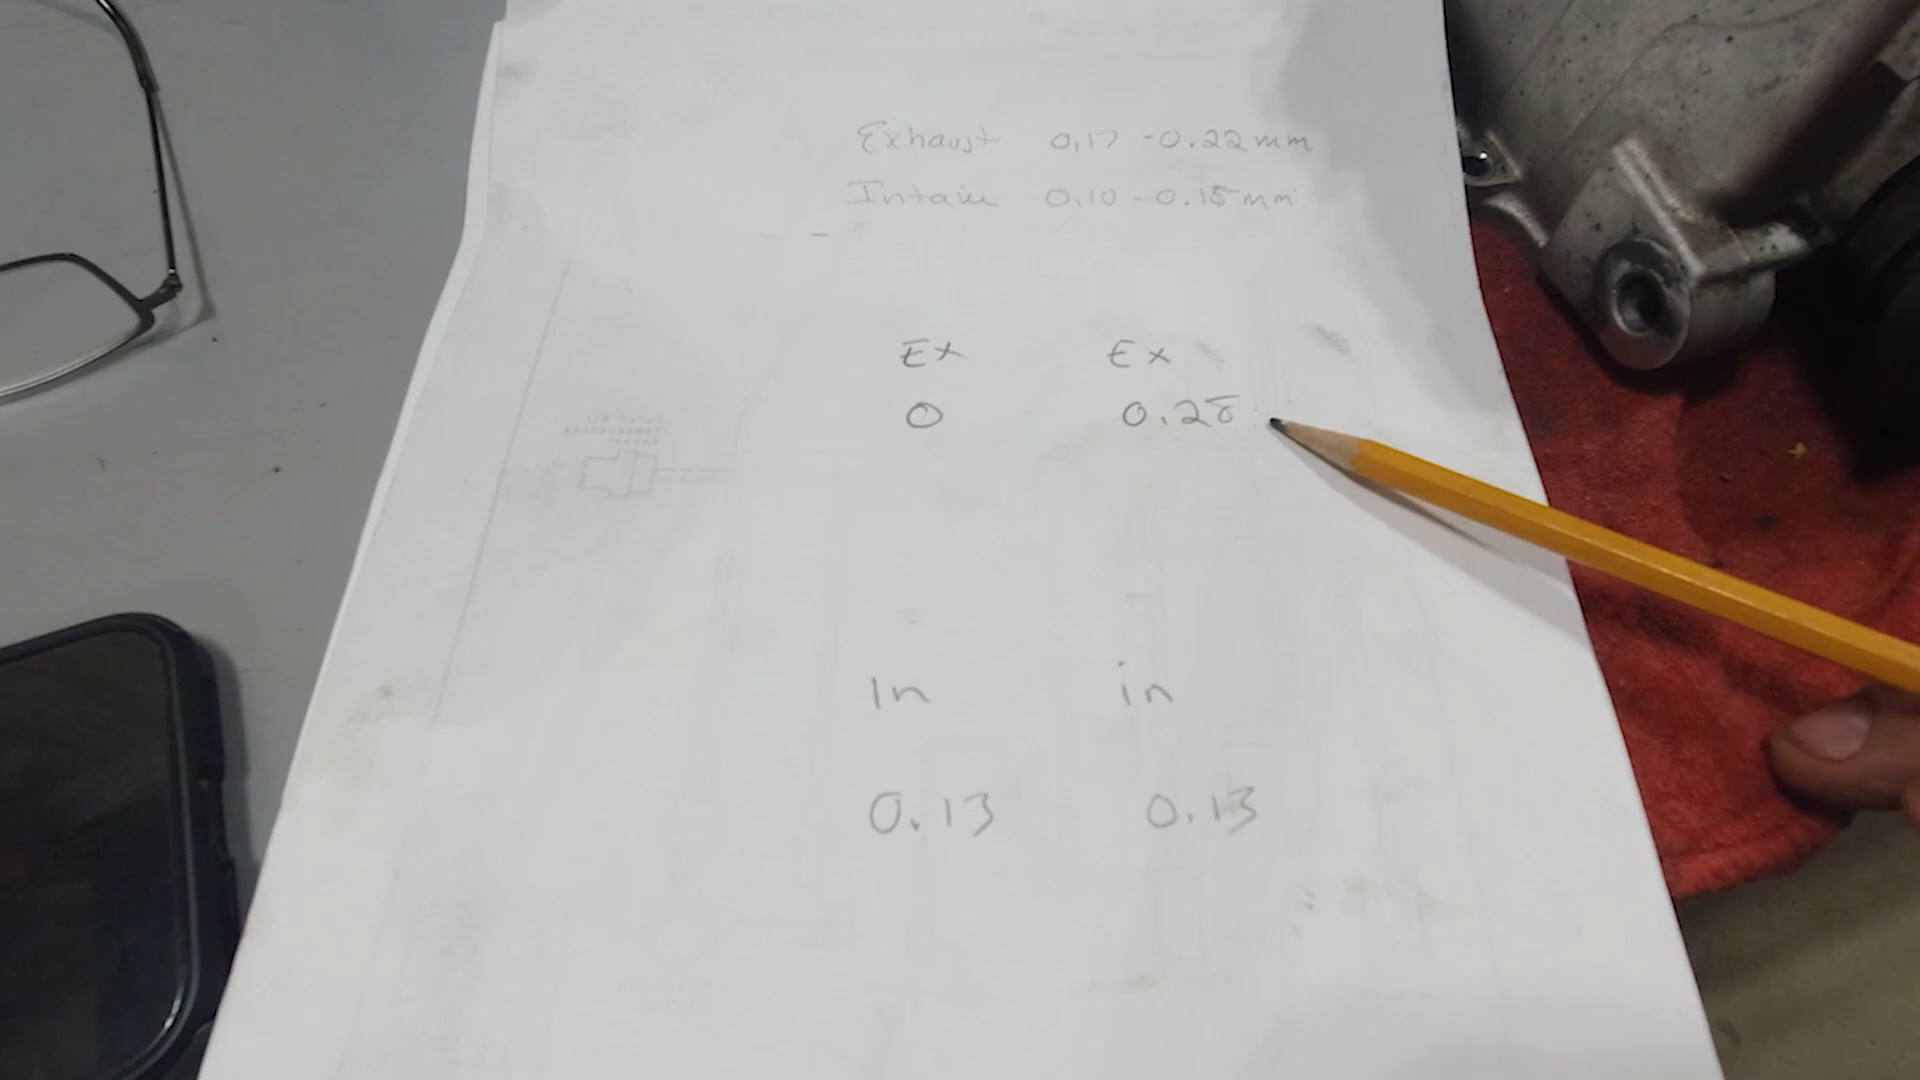 Exhaust 0.17 - 0.22 mm
Intake 0.10 - 0.15 mm
Ex Ex
0 0.28
In in
0.13 0.13